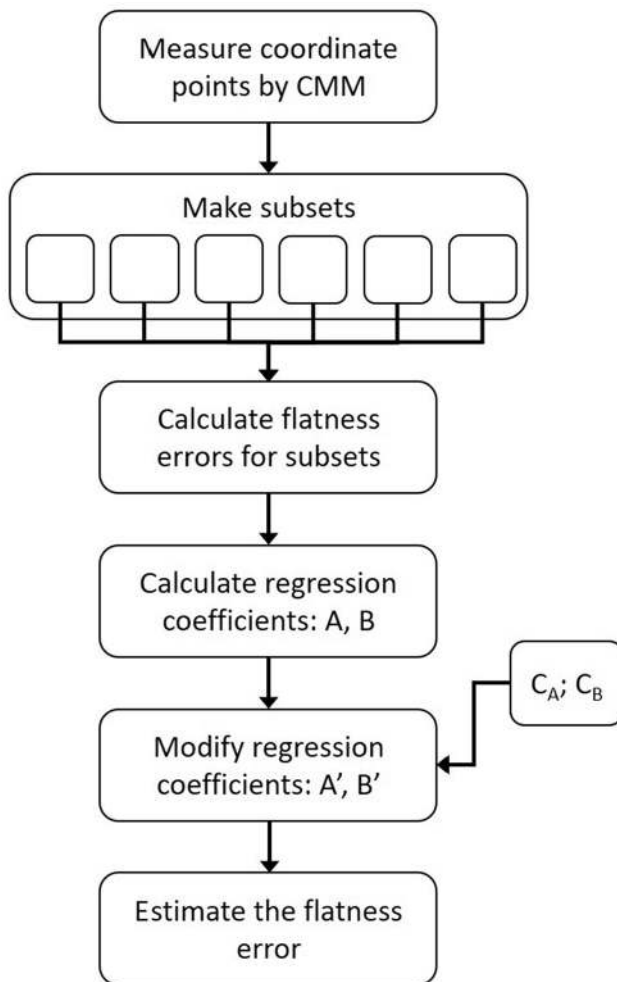 Measure coordinate
points by CMM
Make subsets
Calculate flatness
errors for subsets
Calculate regression
coefficients: A, B
C_A; C_B
Modify regression
coefficients: A’, B’
Estimate the flatness
error